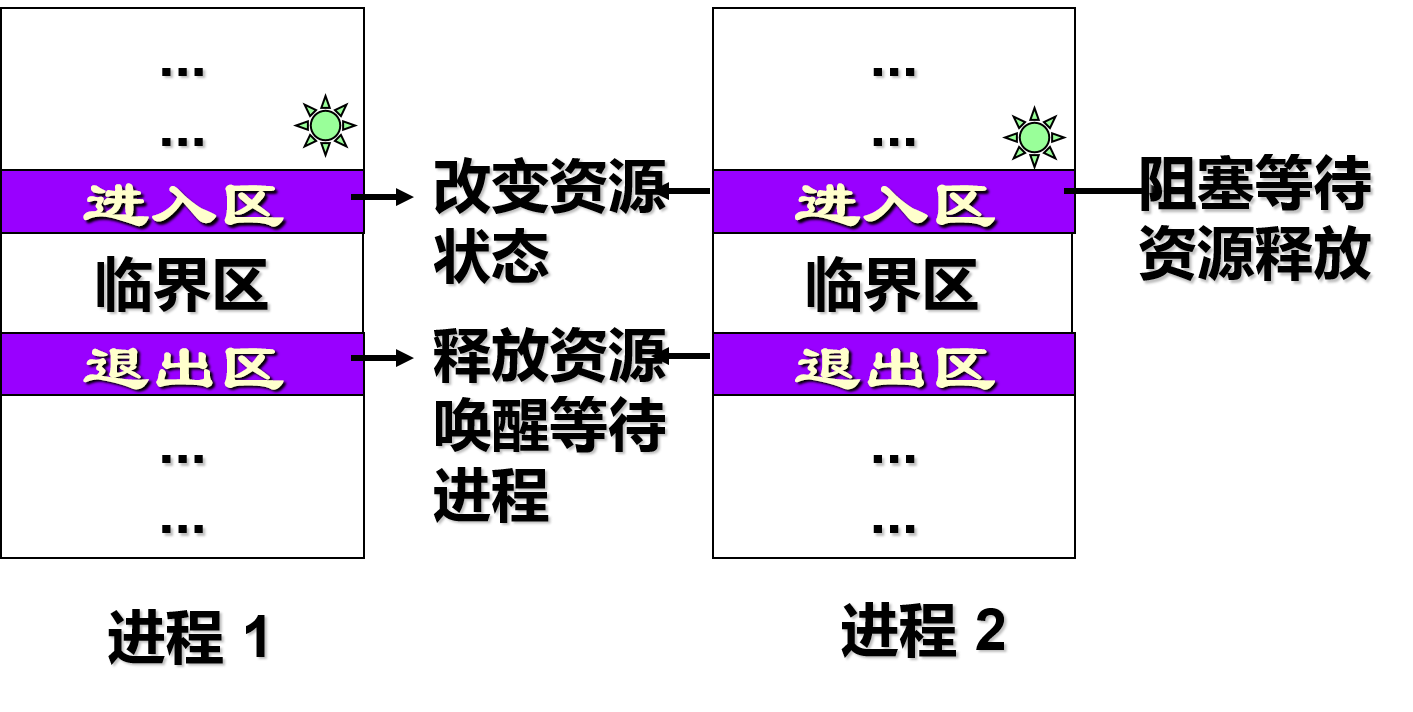 ...
...
进入区
临界区
退出区
...
...
进程 1
改变资源
状态
释放资源
唤醒等待
进程
...
...
进入区
临界区
退出区
...
...
进程 2
阻塞等待
资源释放